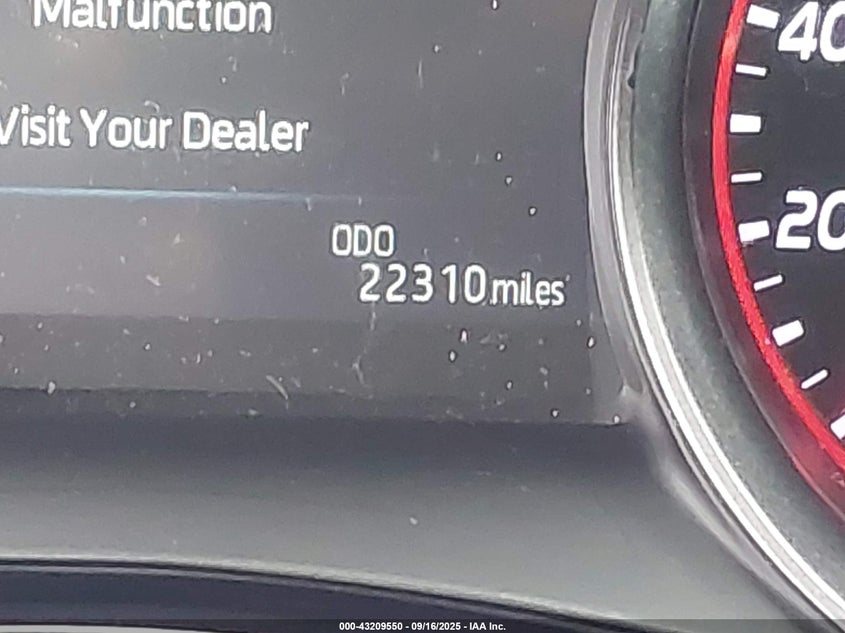 Malfunction
Visit Your Dealer
ODO
22310 miles
40
20
000-43209550 - 09/16/2025 - IAA Inc.